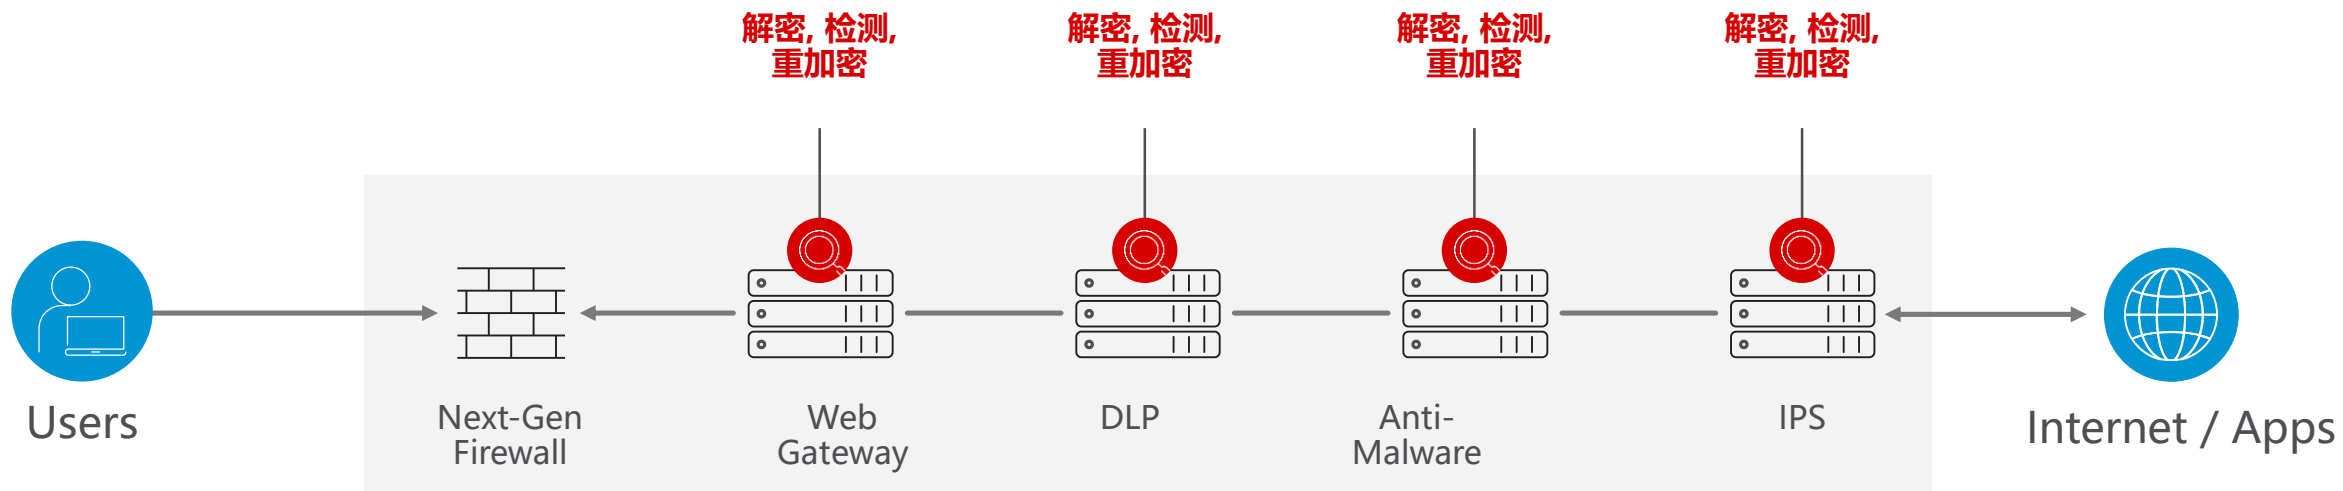 解密, 检测,
重加密
解密, 检测,
重加密
解密, 检测,
重加密
解密, 检测,
重加密
Users
Next-Gen
Firewall
Web
Gateway
DLP
Anti-
Malware
IPS
Internet / Apps